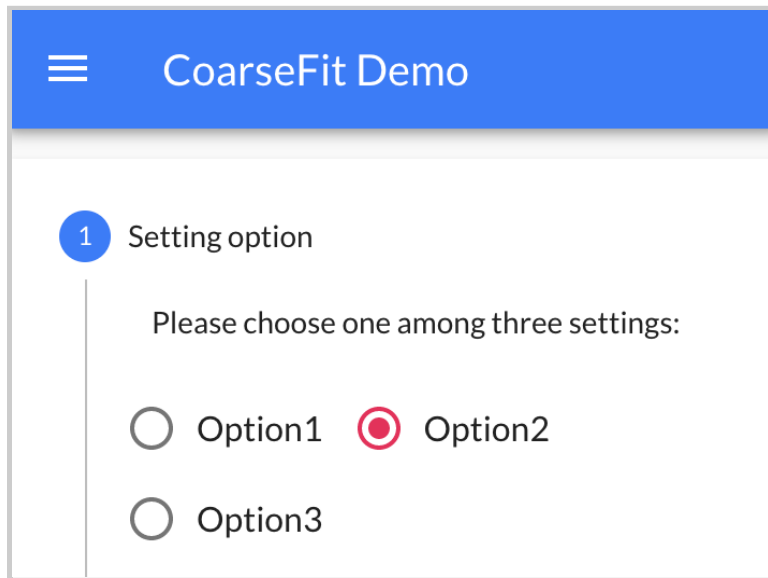 CoarseFit Demo
1 Setting option
Please choose one among three settings:
Option1 Option2
Option3